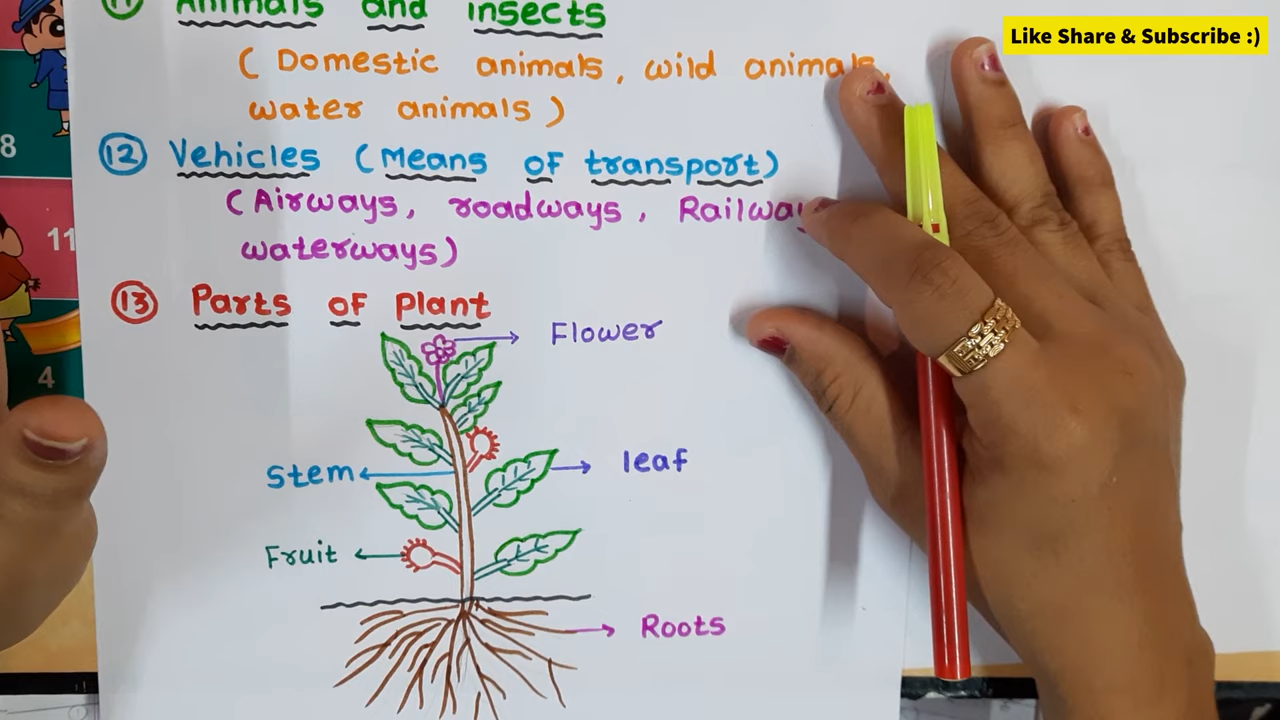 Like Share & Subscribe :)
11 Animals and insects
( Domestic animals, wild animals,
water animals )
8
12 Vehicles (Means of transport)
(Airways, roadways, Railways
waterways)
11
13 Parts of Plant
Flower
4
Stem
leaf
Fruit
Roots